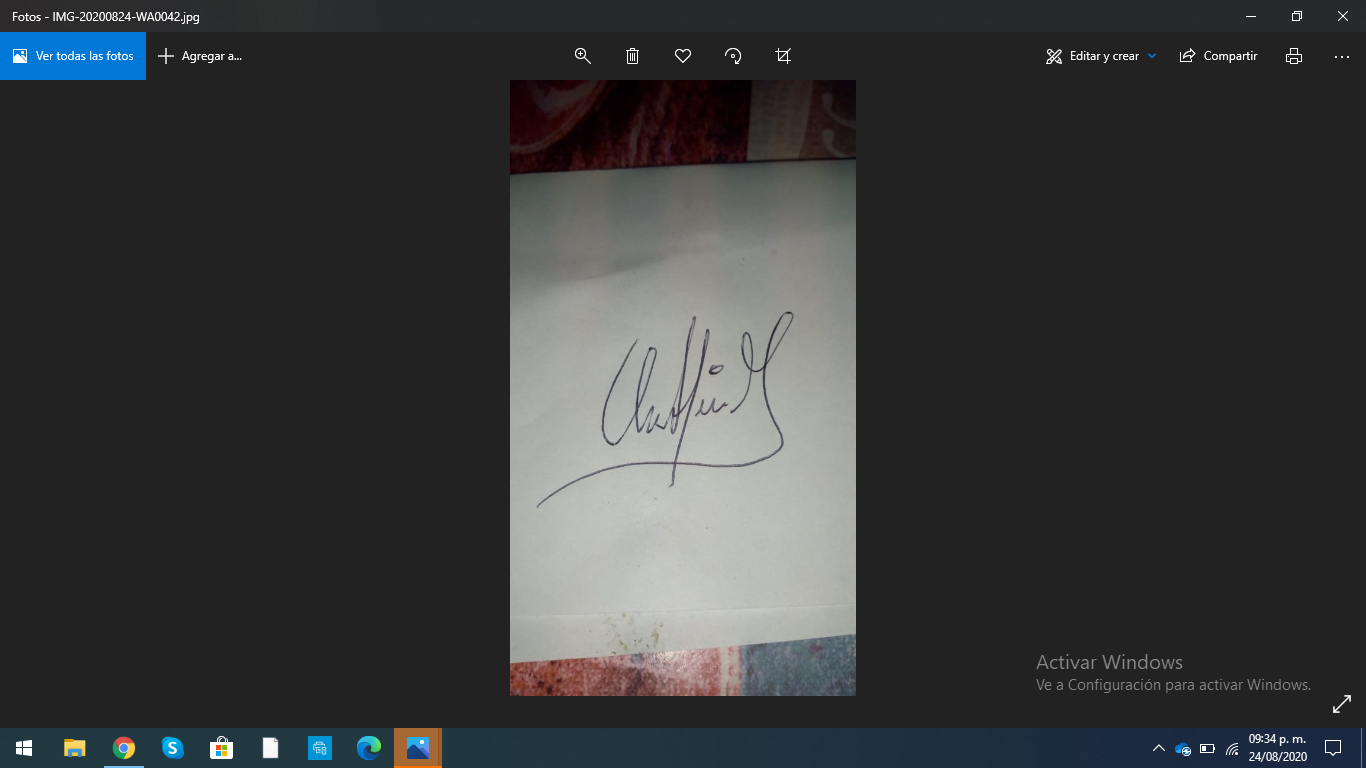 Fotos - IMG-20200824-WA0042.jpg
Ver todas las fotos
Agregar a...
Editar y crear
Compartir
Activar Windows
Ve a Configuración para activar Windows.
09:34 p. m.
24/08/2020